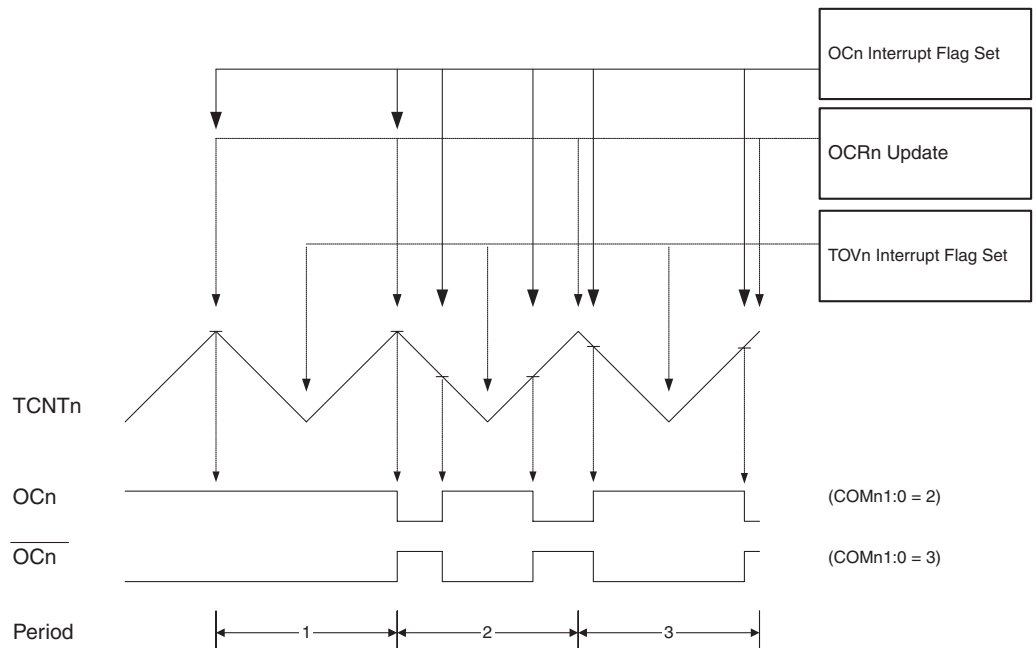 OCn Interrupt Flag Set
OCRn Update
TOVn Interrupt Flag Set
TCNTn
OCn
(COMn1:0 = 2)
OCn
(COMn1:0 = 3)
Period
1
2
3